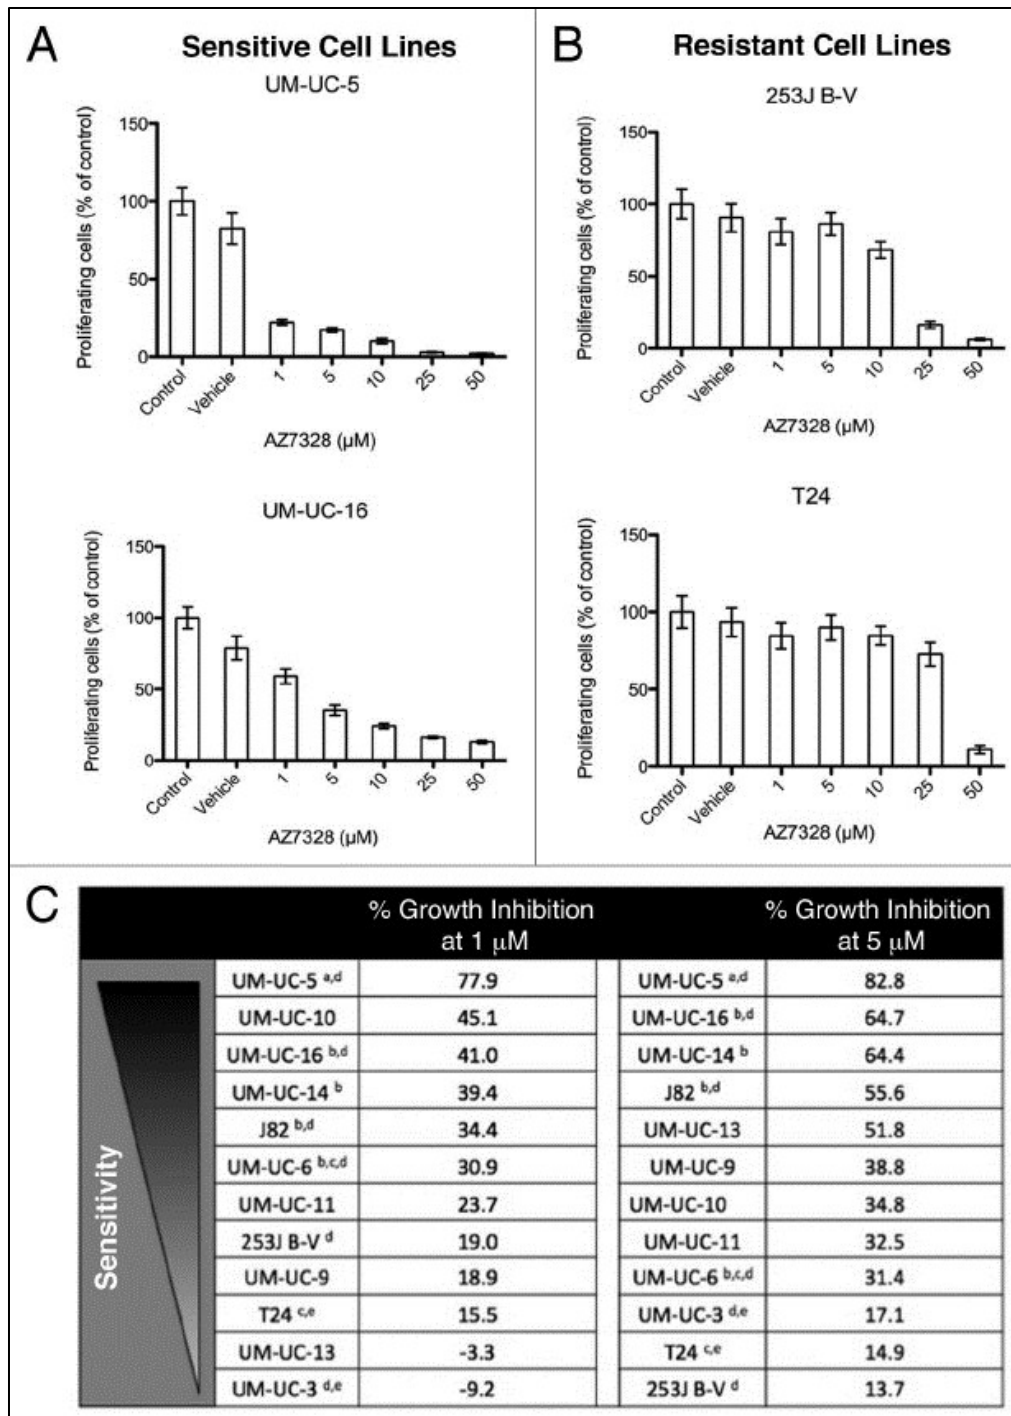 A Sensitive Cell Lines
UM-UC-5
Proliferating cells (% of control)
150
100
50
0
Control Vehicle 1 5 10 25 50
AZ7328 (µM)
UM-UC-16
Proliferating cells (% of control)
150
100
50
0
Control Vehicle 1 5 10 25 50
AZ7328 (µM)
B Resistant Cell Lines
253J B-V
Proliferating cells (% of control)
150
100
50
0
Control Vehicle 1 5 10 25 50
AZ7328 (µM)
T24
Proliferating cells (% of control)
150
100
50
0
Control Vehicle 1 5 10 25 50
AZ7328 (µM)
C % Growth Inhibition % Growth Inhibition
at 1 µM at 5 µM
Sensitivity
UM-UC-5 a,d 77.9 UM-UC-5 a,d 82.8
UM-UC-10 45.1 UM-UC-16 b,d 64.7
UM-UC-16 b,d 41.0 UM-UC-14 b 64.4
UM-UC-14 b 39.4 J82 b,d 55.6
J82 b,d 34.4 UM-UC-13 51.8
UM-UC-6 b,c,d 30.9 UM-UC-9 38.8
UM-UC-11 23.7 UM-UC-10 34.8
253J B-V d 19.0 UM-UC-11 32.5
UM-UC-9 18.9 UM-UC-6 b,c,d 31.4
T24 c,e 15.5 UM-UC-3 d,e 17.1
UM-UC-13 -3.3 T24 c,e 14.9
UM-UC-3 d,e -9.2 253J B-V d 13.7